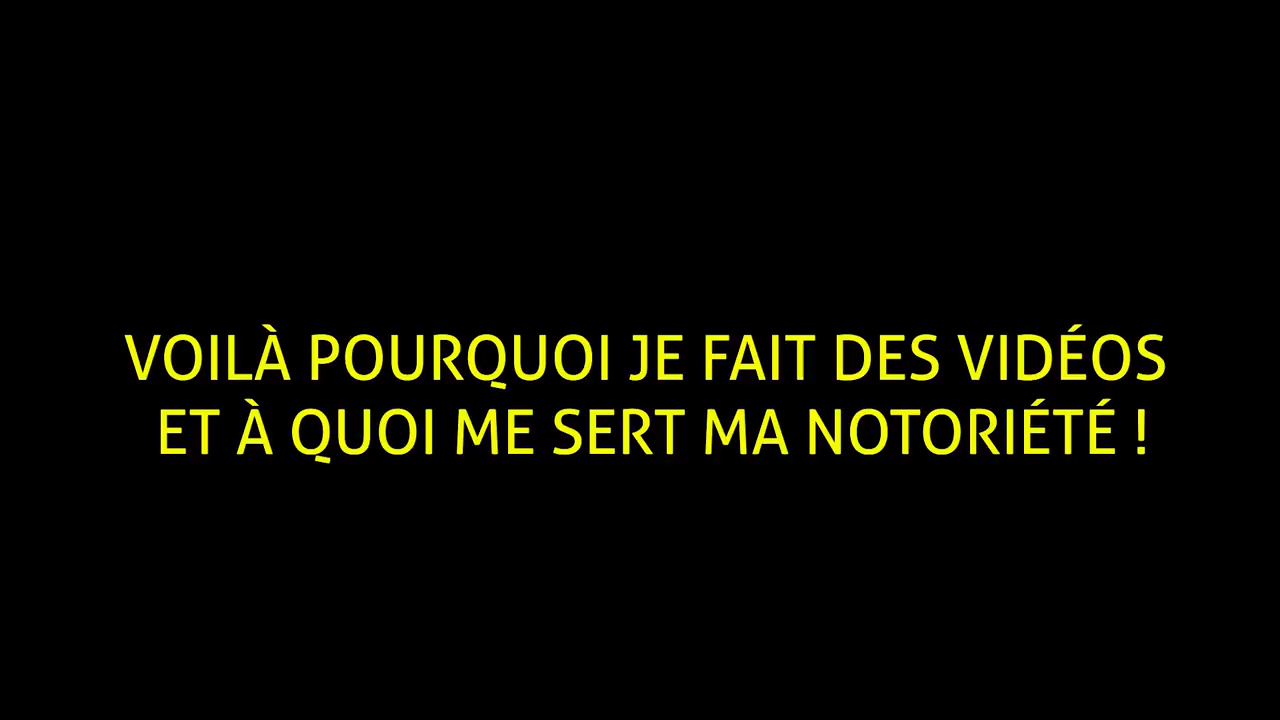 VOILÀ POURQUOI JE FAIT DES VIDÉOS
ET À QUOI ME SERT MA NOTORIÉTÉ !